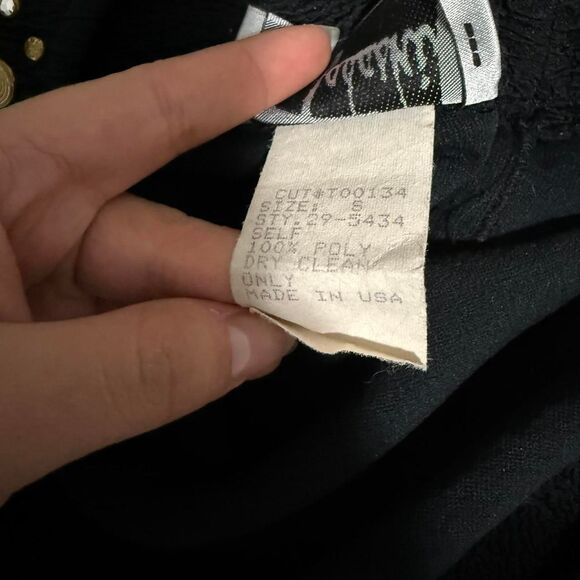 CUT#T00134
SIZE: S
STY.29-5434
SELF
100% POLY
DRY CLEAN
ONLY
MADE IN USA